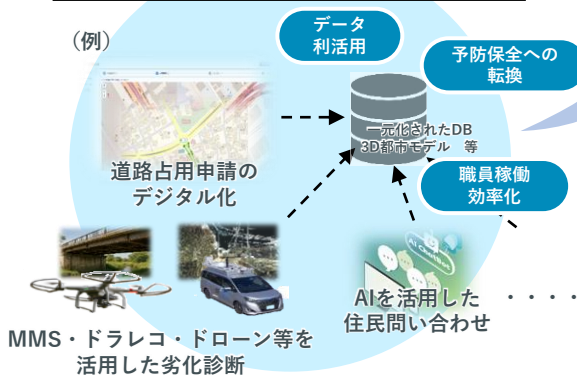 (例)
データ
利活用
予防保全への
転換
一元化されたDB
3D都市モデル 等
道路占用申請の
デジタル化
職員稼働
効率化
AI ChatBot
AIを活用した
住民問い合わせ
・・・・
MMS・ドラレコ・ドローン等を
活用した劣化診断